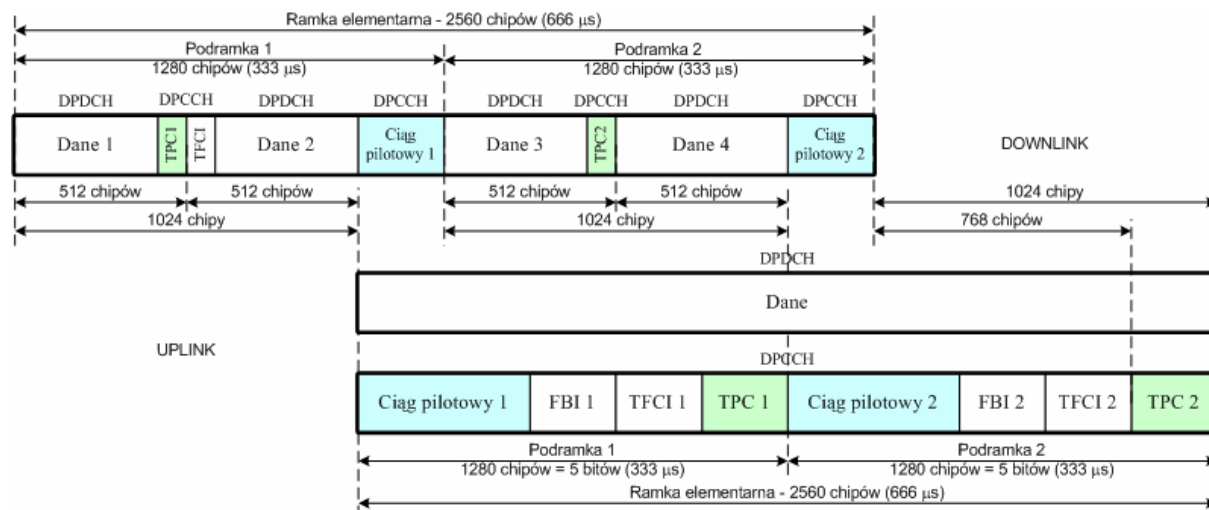 Ramka elementarna - 2560 chipów (666 μs)
Podramka 1
1280 chipów (333 μs)
Podramka 2
1280 chipów (333 μs)
DPDCH
DPCCH
DPDCH
DPCCH
DPDCH
DPCCH
DPDCH
DPCCH
Dane 1
TPC1
TFCI
Dane 2
Ciąg
pilotowy 1
Dane 3
TPC2
Dane 4
Ciąg
pilotowy 2
DOWNLINK
512 chipów
512 chipów
512 chipów
512 chipów
1024 chipy
1024 chipy
1024 chipy
768 chipów
DPDCH
Dane
UPLINK
DPCCH
Ciąg pilotowy 1
FBI 1
TFCI 1
TPC 1
Ciąg pilotowy 2
FBI 2
TFCI 2
TPC 2
Podramka 1
1280 chipów = 5 bitów (333 μs)
Podramka 2
1280 chipów = 5 bitów (333 μs)
Ramka elementarna - 2560 chipów (666 μs)